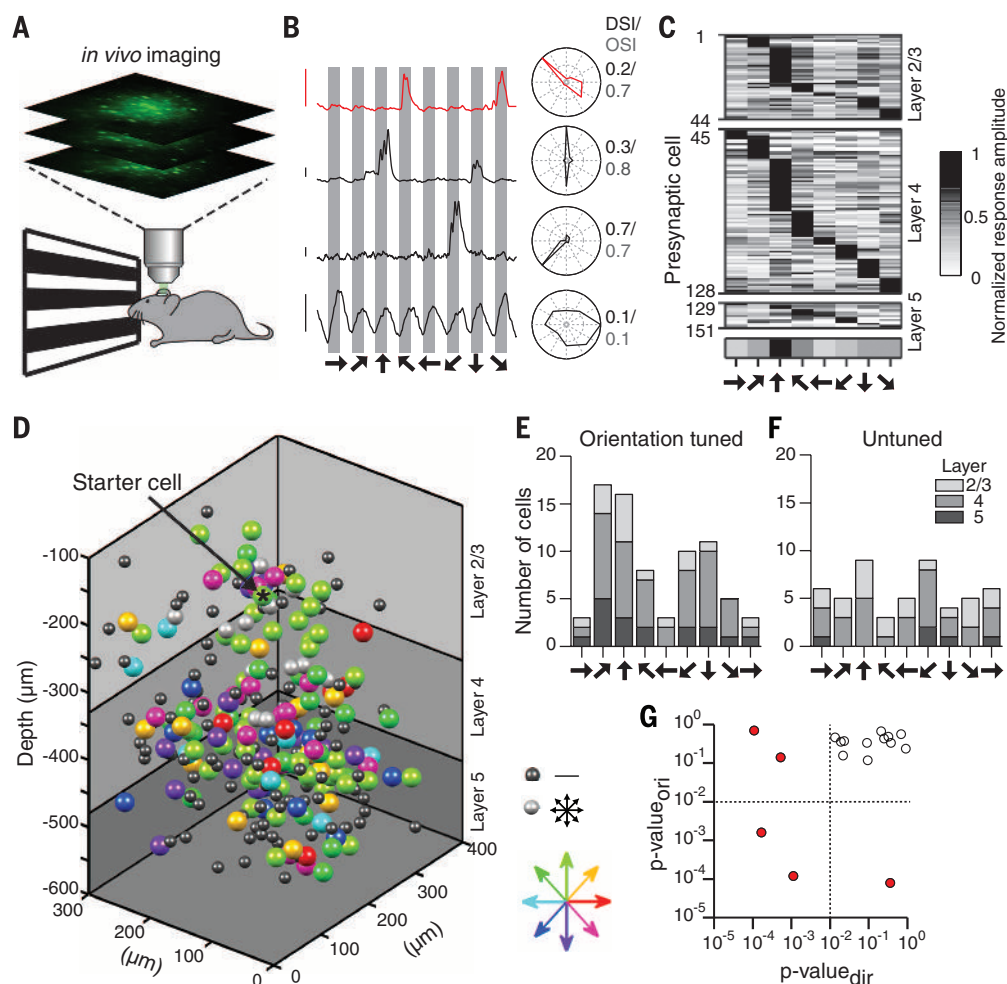 A
in vivo imaging
B
DSI/
OSI
0.2/
0.7
0.3/
0.8
0.7/
0.7
0.1/
0.1
C
1
44
45
128
129
151
Presynaptic cell
Layer 2/3
Layer 4
Layer 5
1
0.5
0
Normalized response amplitude
D
Starter cell
*
-100
-200
-300
-400
-500
-600
Depth (µm)
Layer 2/3
Layer 4
Layer 5
300
200
100
0
(µm)
0
100
200
300
400
(µm)
E
Orientation tuned
20
15
10
5
0
Number of cells
F
Untuned
20
15
10
5
0
Layer
2/3
4
5
G
10^0
10^-1
10^-2
10^-3
10^-4
10^-5
p-value_ori
10^-5
10^-4
10^-3
10^-2
10^-1
10^0
p-value_dir